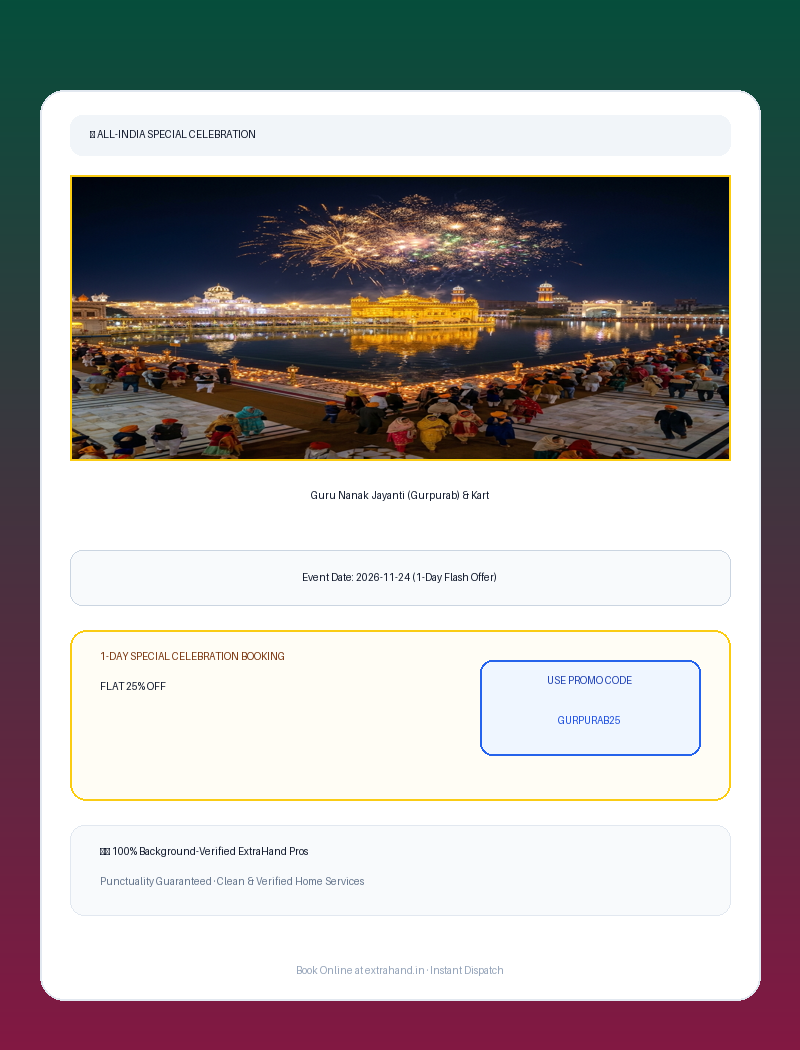 ALL-INDIA SPECIAL CELEBRATION
Guru Nanak Jayanti (Gurpurab) & Kart
Event Date: 2026-11-24 (1-Day Flash Offer)
1-DAY SPECIAL CELEBRATION BOOKING
FLAT 25% OFF
USE PROMO CODE
GURPURAB25
100% Background-Verified ExtraHand Pros
Punctuality Guaranteed · Clean & Verified Home Services
Book Online at extrahand.in · Instant Dispatch